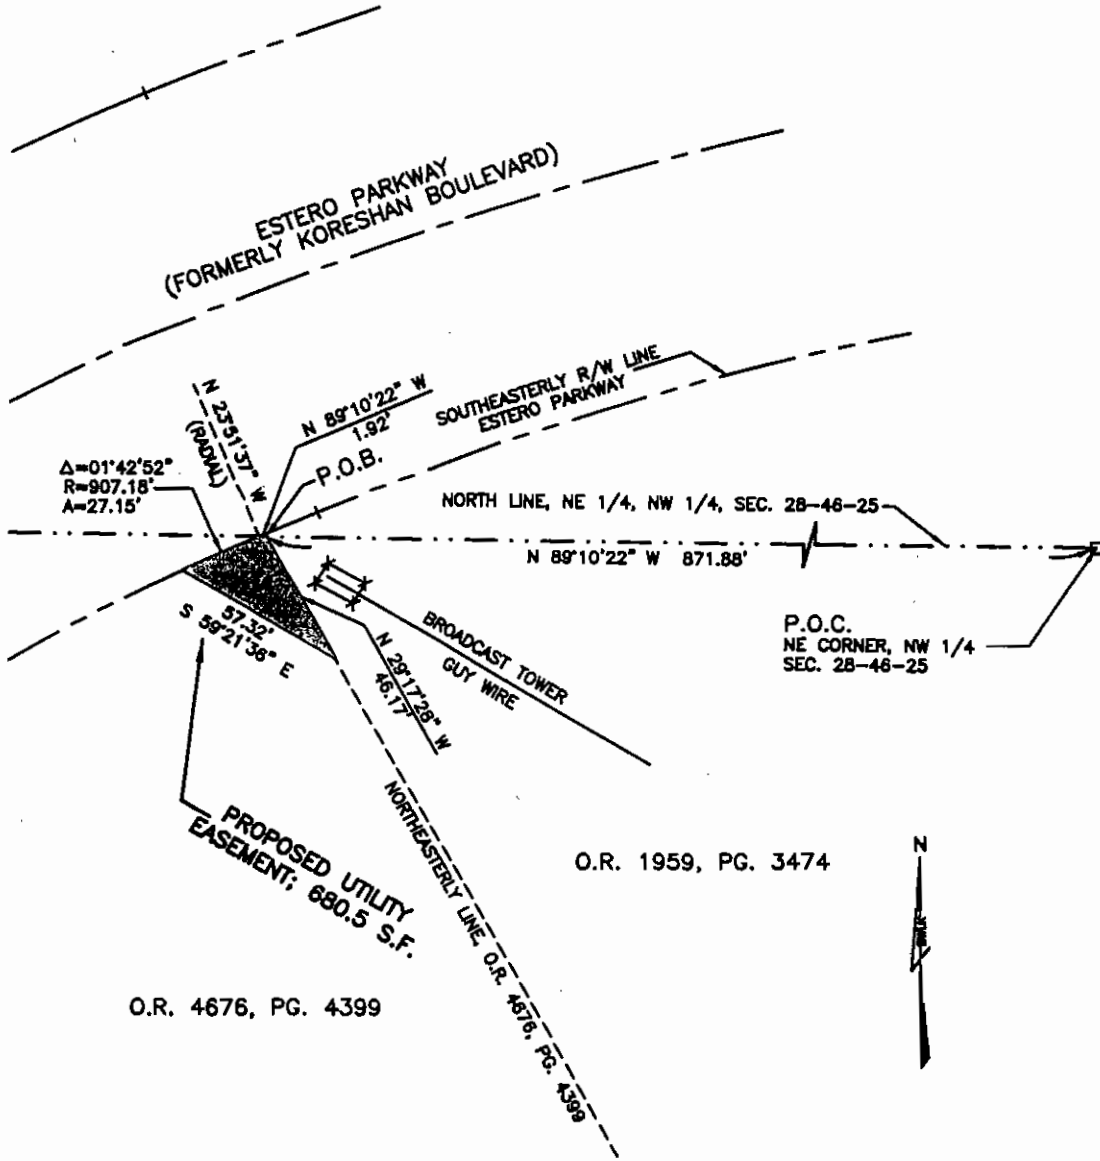 ESTERO PARKWAY
(FORMERLY KORESHAN BOULEVARD)
N 23°51'37" W
(RADIAL)
N 89°10'22" W
1.92'
P.O.B.
SOUTHEASTERLY R/W LINE
ESTERO PARKWAY
Δ=01°42'52"
R=907.18'
A=27.15'
NORTH LINE, NE 1/4, NW 1/4, SEC. 28-46-25
N 89°10'22" W 871.88'
P.O.C.
NE CORNER, NW 1/4
SEC. 28-46-25
57.32'
S 59°21'36" E
N 29°17'28" W
46.17'
BROADCAST TOWER
GUY WIRE
PROPOSED UTILITY
EASEMENT; 680.5 S.F.
NORTHEASTERLY LINE, O.R. 4676, PG. 4399
O.R. 1959, PG. 3474
O.R. 4676, PG. 4399
N